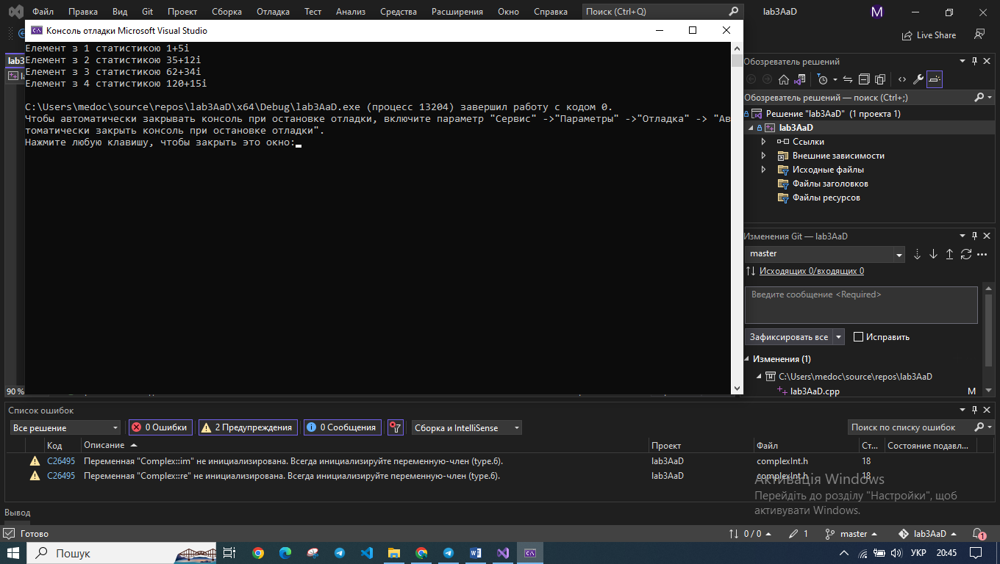 Файл Правка Вид Git Проект Сборка Отладка Тест Анализ Средства Расширения Окно Справка Поиск (Ctrl+Q) lab3AaD M
Консоль отладки Microsoft Visual Studio
Live Share
Елемент з 1 статистикою 1+5i
Елемент з 2 статистикою 35+12i
Елемент з 3 статистикою 62+34i
Елемент з 4 статистикою 120+15i
C:\Users\medoc\source\repos\lab3AaD\x64\Debug\lab3AaD.exe (процесс 13204) завершил работу с кодом 0.
Чтобы автоматически закрывать консоль при остановке отладки, включите параметр "Сервис" ->"Параметры" ->"Отладка" -> "Ав
томатически закрыть консоль при остановке отладки".
Нажмите любую клавишу, чтобы закрыть это окно:
lab3
90 %
Обозреватель решений
Обозреватель решений — поиск (Ctrl+;)
Решение "lab3AaD" (1 проекта 1)
lab3AaD
Ссылки
Внешние зависимости
Исходные файлы
Файлы заголовков
Файлы ресурсов
Изменения Git — lab3AaD
master
Исходящих 0/входящих 0
Введите сообщение <Required>
Зафиксировать все Исправить
Изменения (1)
C:\Users\medoc\source\repos\lab3AaD
lab3AaD.cpp M
Список ошибок
Все решение 0 Ошибки 2 Предупреждения 0 Сообщения Сборка и IntelliSense Поиск по списку ошибок
Код Описание Проект Файл Ст... Состояние подавл...
C26495 Переменная "Complex::im" не инициализирована. Всегда инициализируйте переменную-член (type.6). lab3AaD complexInt.h 18
C26495 Переменная "Complex::re" не инициализирована. Всегда инициализируйте переменную-член (type.6). lab3AaD complexInt.h 18
Активація Windows
Перейдіть до розділу "Настройки", щоб
активувати Windows.
Вывод
Готово 0 / 0 1 master lab3AaD 1
Пошук УКР 20:45